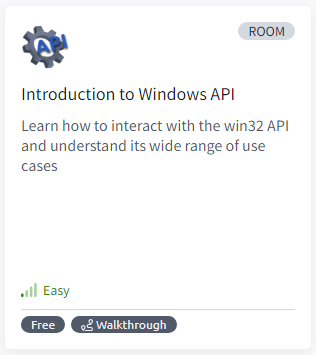 API
ROOM
Introduction to Windows API
Learn how to interact with the win32 API
and understand its wide range of use
cases
Easy
Free
Walkthrough